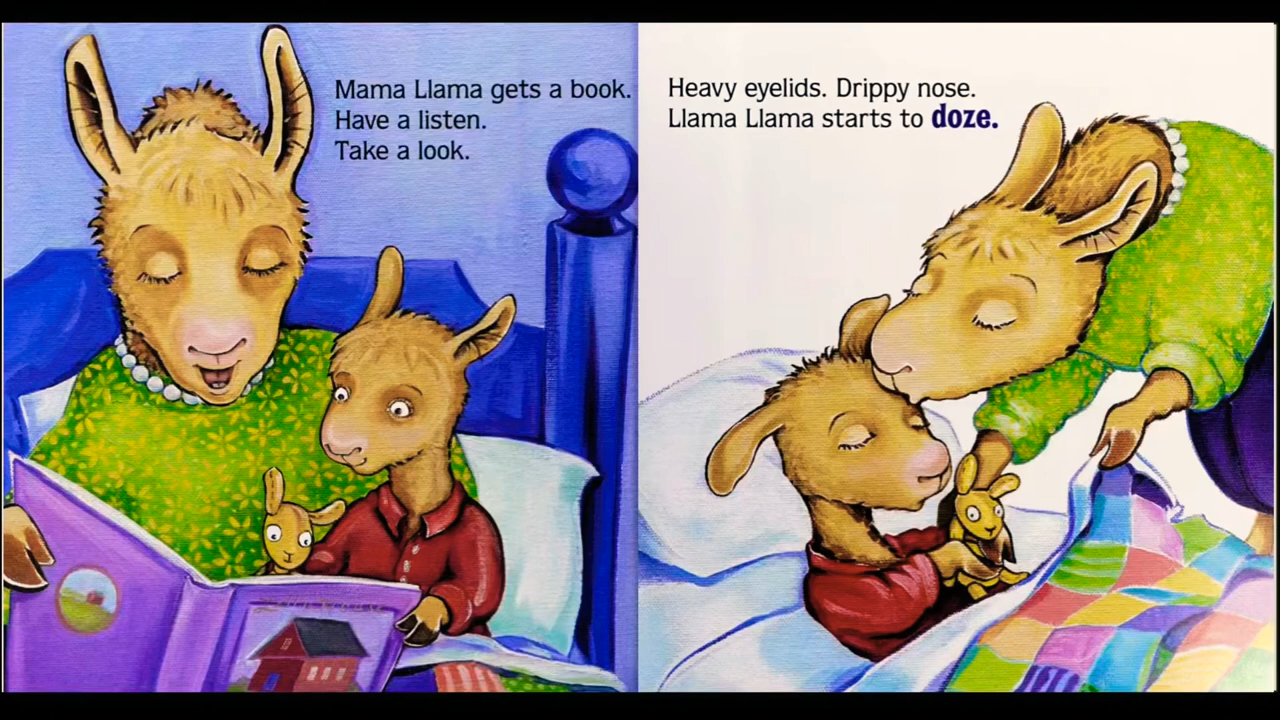 Mama Llama gets a book.
Have a listen.
Take a look.
Heavy eyelids. Drippy nose.
Llama Llama starts to doze.